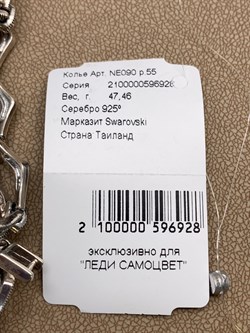 Колье Арт. NE090 р.55
Серия 2100000596928
Вес, г. 47,46
Серебро 925°
Марказит Swarovski
Страна Таиланд
2 100000 596928
эксклюзивно для
"ЛЕДИ САМОЦВЕТ"